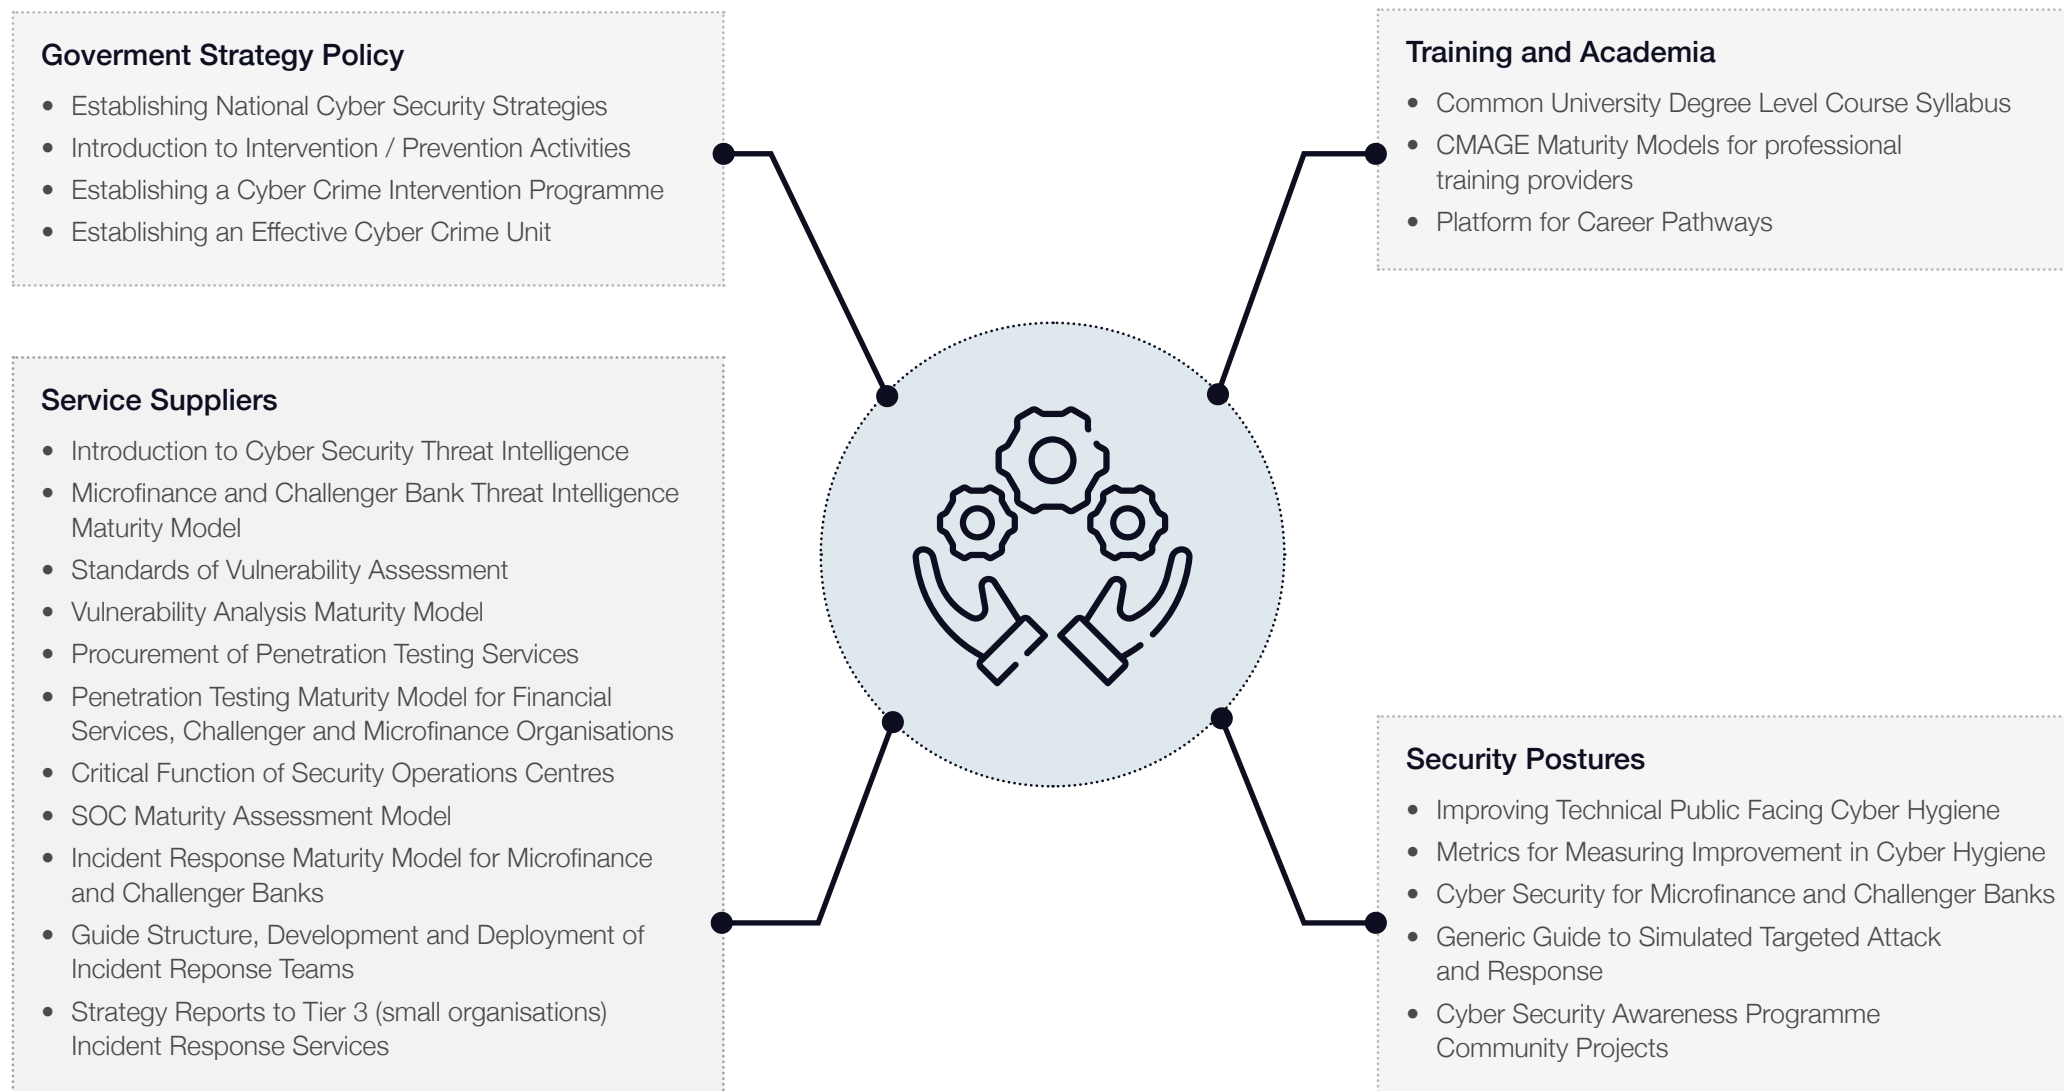 Goverment Strategy Policy
• Establishing National Cyber Security Strategies
• Introduction to Intervention / Prevention Activities
• Establishing a Cyber Crime Intervention Programme
• Establishing an Effective Cyber Crime Unit
Service Suppliers
• Introduction to Cyber Security Threat Intelligence
• Microfinance and Challenger Bank Threat Intelligence
Maturity Model
• Standards of Vulnerability Assessment
• Vulnerability Analysis Maturity Model
• Procurement of Penetration Testing Services
• Penetration Testing Maturity Model for Financial
Services, Challenger and Microfinance Organisations
• Critical Function of Security Operations Centres
• SOC Maturity Assessment Model
• Incident Response Maturity Model for Microfinance
and Challenger Banks
• Guide Structure, Development and Deployment of
Incident Reponse Teams
• Strategy Reports to Tier 3 (small organisations)
Incident Response Services
Training and Academia
• Common University Degree Level Course Syllabus
• CMAGE Maturity Models for professional
training providers
• Platform for Career Pathways
Security Postures
• Improving Technical Public Facing Cyber Hygiene
• Metrics for Measuring Improvement in Cyber Hygiene
• Cyber Security for Microfinance and Challenger Banks
• Generic Guide to Simulated Targeted Attack
and Response
• Cyber Security Awareness Programme
Community Projects